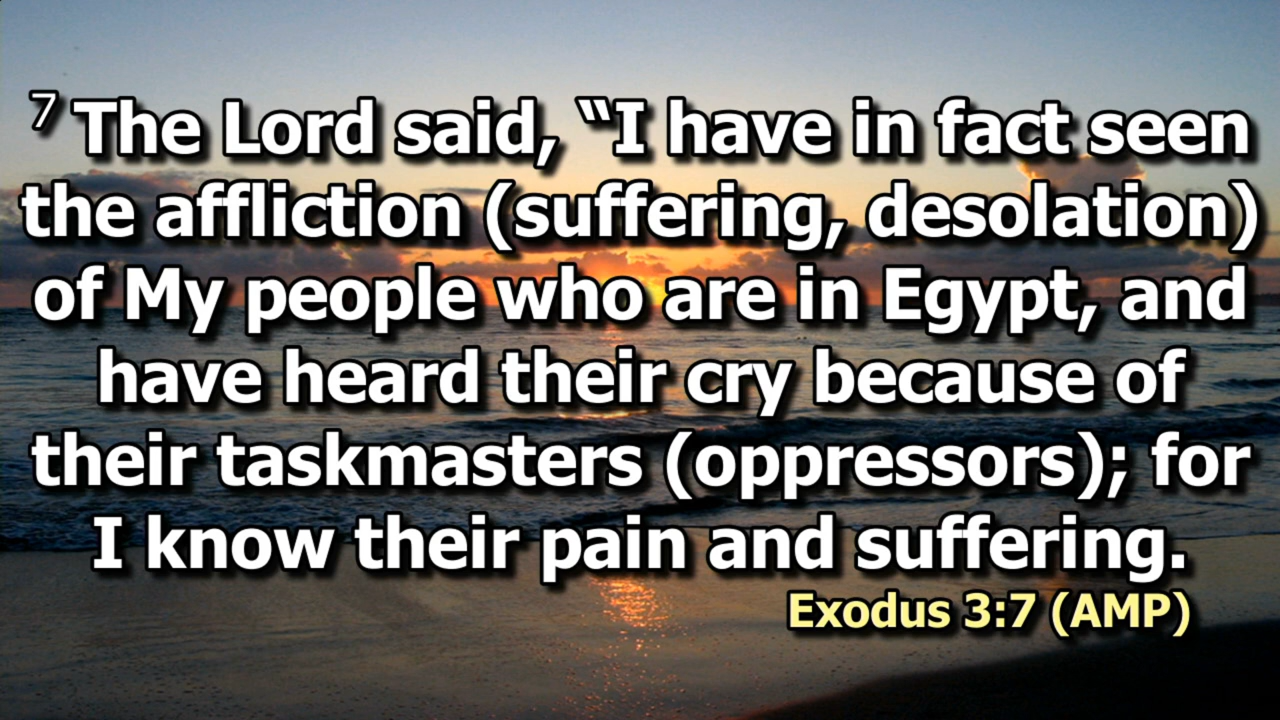 7 The Lord said, “I have in fact seen
the affliction (suffering, desolation)
of My people who are in Egypt, and
have heard their cry because of
their taskmasters (oppressors); for
I know their pain and suffering.
Exodus 3:7 (AMP)